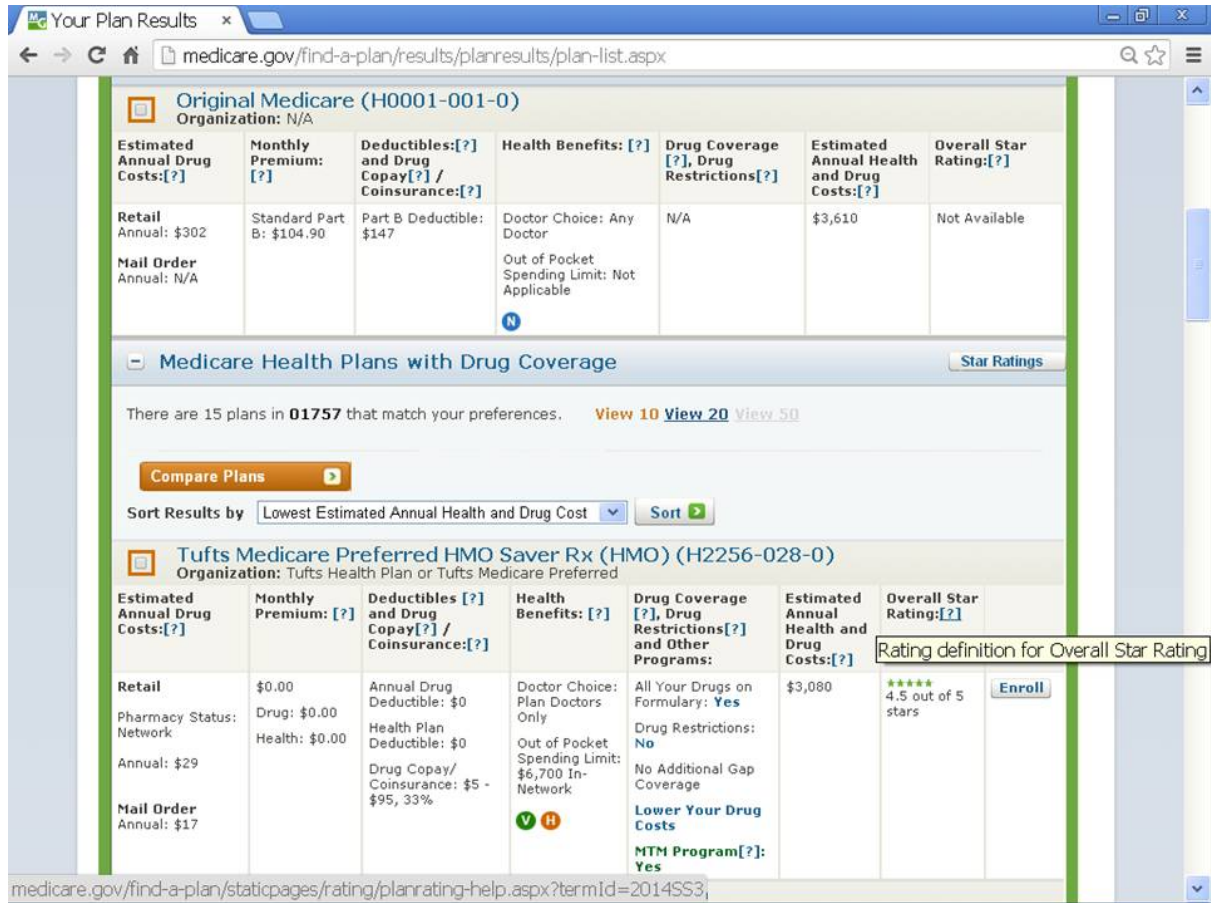 Your Plan Results ×
medicare.gov/find-a-plan/results/planresults/plan-list.aspx
Original Medicare (H0001-001-0)
Organization: N/A
Estimated Annual Drug Costs:[?]
Monthly Premium: [?]
Deductibles:[?] and Drug Copay[?] / Coinsurance:[?]
Health Benefits: [?]
Drug Coverage [?], Drug Restrictions[?]
Estimated Annual Health and Drug Costs:[?]
Overall Star Rating:[?]
Retail
Annual: $302
Mail Order
Annual: N/A
Standard Part B: $104.90
Part B Deductible: $147
Doctor Choice: Any Doctor
Out of Pocket Spending Limit: Not Applicable
N
N/A
$3,610
Not Available
Medicare Health Plans with Drug Coverage
Star Ratings
There are 15 plans in 01757 that match your preferences. View 10 View 20 View 50
Compare Plans
Sort Results by Lowest Estimated Annual Health and Drug Cost Sort
Tufts Medicare Preferred HMO Saver Rx (HMO) (H2256-028-0)
Organization: Tufts Health Plan or Tufts Medicare Preferred
Estimated Annual Drug Costs:[?]
Monthly Premium: [?]
Deductibles [?] and Drug Copay[?] / Coinsurance:[?]
Health Benefits: [?]
Drug Coverage [?], Drug Restrictions[?] and Other Programs:
Estimated Annual Health and Drug Costs:[?]
Overall Star Rating:[?]
Rating definition for Overall Star Rating
Retail
Pharmacy Status: Network
Annual: $29
Mail Order
Annual: $17
$0.00
Drug: $0.00
Health: $0.00
Annual Drug Deductible: $0
Health Plan Deductible: $0
Drug Copay/ Coinsurance: $5 - $95, 33%
Doctor Choice: Plan Doctors Only
Out of Pocket Spending Limit: $6,700 In-Network
V H
All Your Drugs on Formulary: Yes
Drug Restrictions: No
No Additional Gap Coverage
Lower Your Drug Costs
MTM Program[?]: Yes
$3,080
4.5 out of 5 stars
Enroll
medicare.gov/find-a-plan/staticpages/rating/planrating-help.aspx?termId=2014SS3,